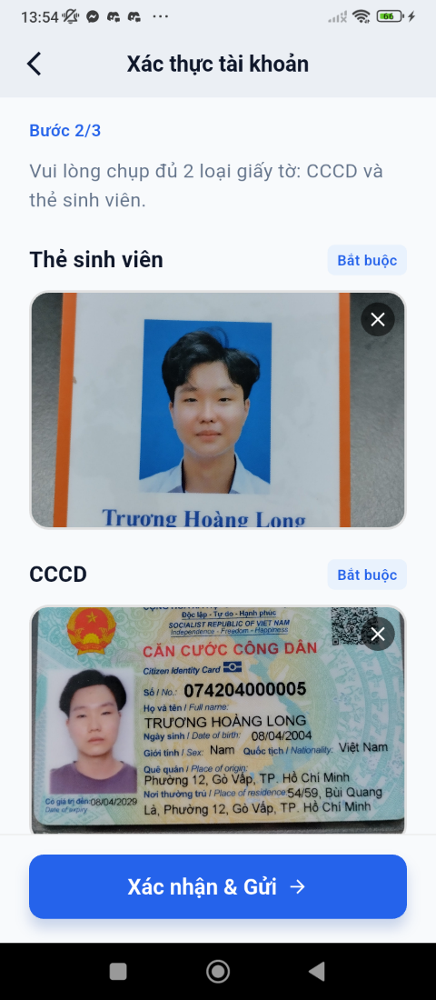 13:54
66
Xác thực tài khoản
Bước 2/3
Vui lòng chụp đủ 2 loại giấy tờ: CCCD và
thẻ sinh viên.
Thẻ sinh viên
Bắt buộc
Trương Hoàng Long
CCCD
Bắt buộc
Độc lập - Tự do - Hạnh phúc
SOCIALIST REPUBLIC OF VIET NAM
Independence - Freedom - Happiness
CĂN CƯỚC CÔNG DÂN
Citizen Identity Card
Số / No.: 074204000005
Họ và tên / Full name:
TRƯƠNG HOÀNG LONG
Ngày sinh / Date of birth: 08/04/2004
Giới tính / Sex: Nam Quốc tịch / Nationality: Việt Nam
Quê quán / Place of origin:
Phường 12, Gò Vấp, TP. Hồ Chí Minh
Nơi thường trú / Place of residence: 54/59, Bùi Quang
Là, Phường 12, Gò Vấp, TP. Hồ Chí Minh
Có giá trị đến: 08/04/2029
Date of expiry
Xác nhận & Gửi